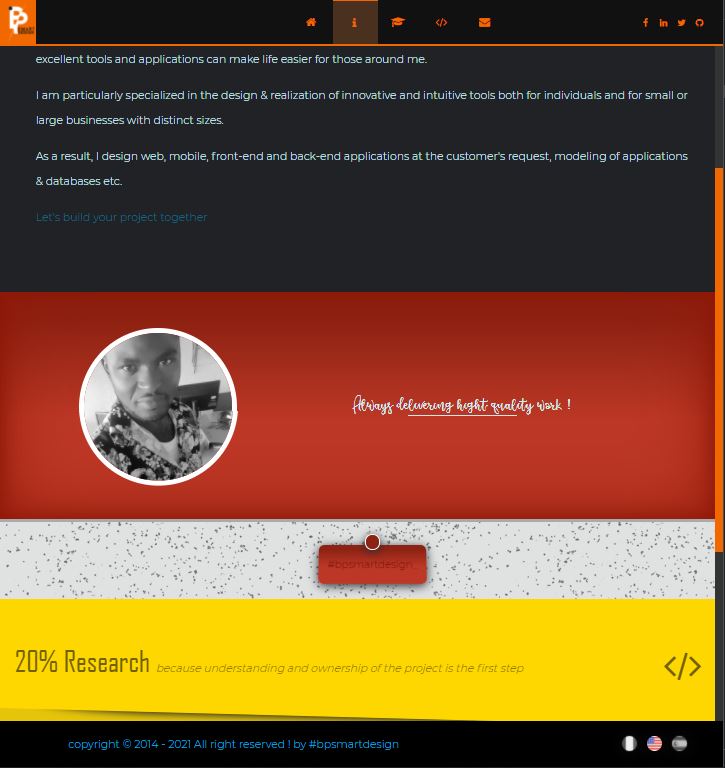 excellent tools and applications can make life easier for those around me.
I am particularly specialized in the design & realization of innovative and intuitive tools both for individuals and for small or
large businesses with distinct sizes.
As a result, I design web, mobile, front-end and back-end applications at the customer's request, modeling of applications
& databases etc.
Let's build your project together
Always delivering hight quality work !
#bpsmartdesign
20% Research because understanding and ownership of the project is the first step
copyright © 2014 - 2021 All right reserved ! by #bpsmartdesign